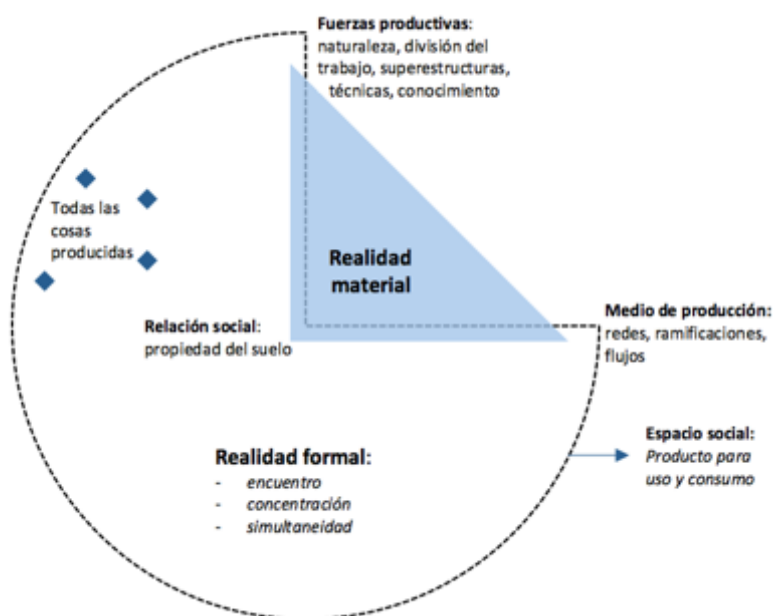 Fuerzas productivas:
naturaleza, división del
trabajo, superestructuras,
técnicas, conocimiento
Todas las
cosas
producidas
Realidad
material
Relación social:
propiedad del suelo
Medio de producción:
redes, ramificaciones,
flujos
Realidad formal:
- encuentro
- concentración
- simultaneidad
Espacio social:
Producto para
uso y consumo